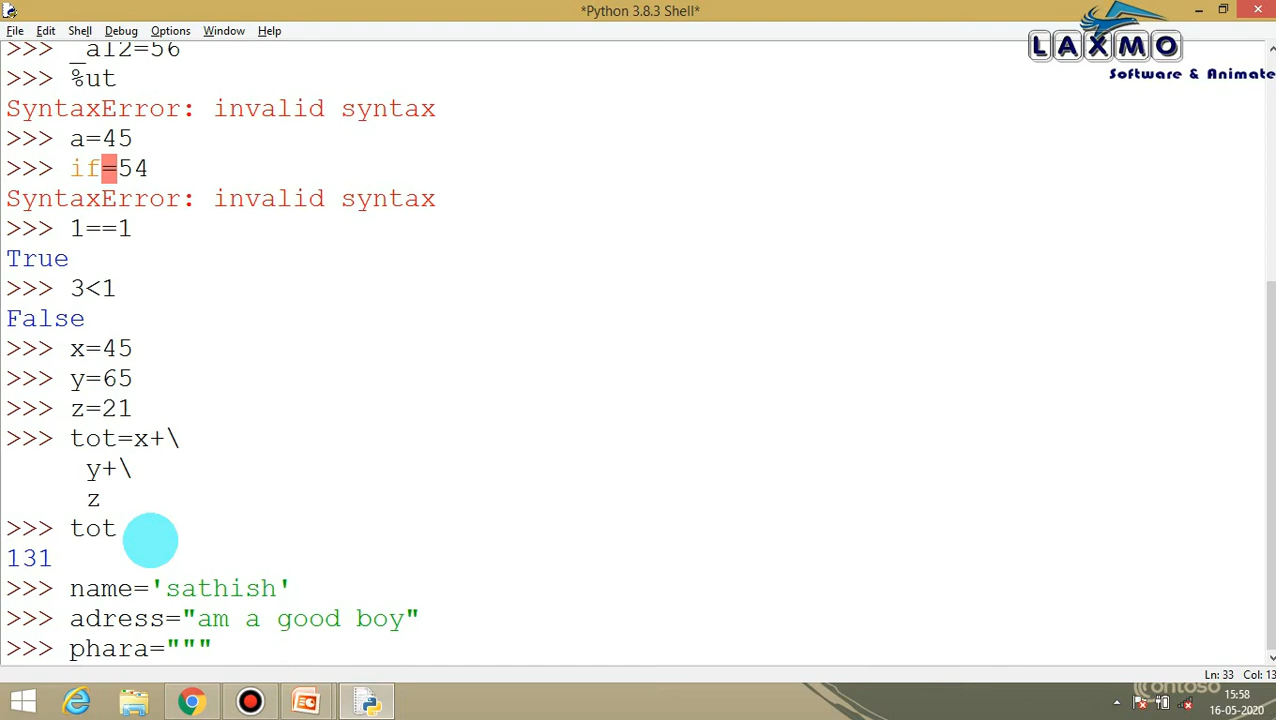 *Python 3.8.3 Shell*
File Edit Shell Debug Options Window Help
LAXMO
Software & Animate
>>> _a12=56
>>> %ut
SyntaxError: invalid syntax
>>> a=45
>>> if=54
SyntaxError: invalid syntax
>>> 1==1
True
>>> 3<1
False
>>> x=45
>>> y=65
>>> z=21
>>> tot=x+\
y+\
z
>>> tot
131
>>> name='sathish'
>>> adress="am a good boy"
>>> phara="""
Ln: 33 Col: 13
contoso
15:58
16-05-2020